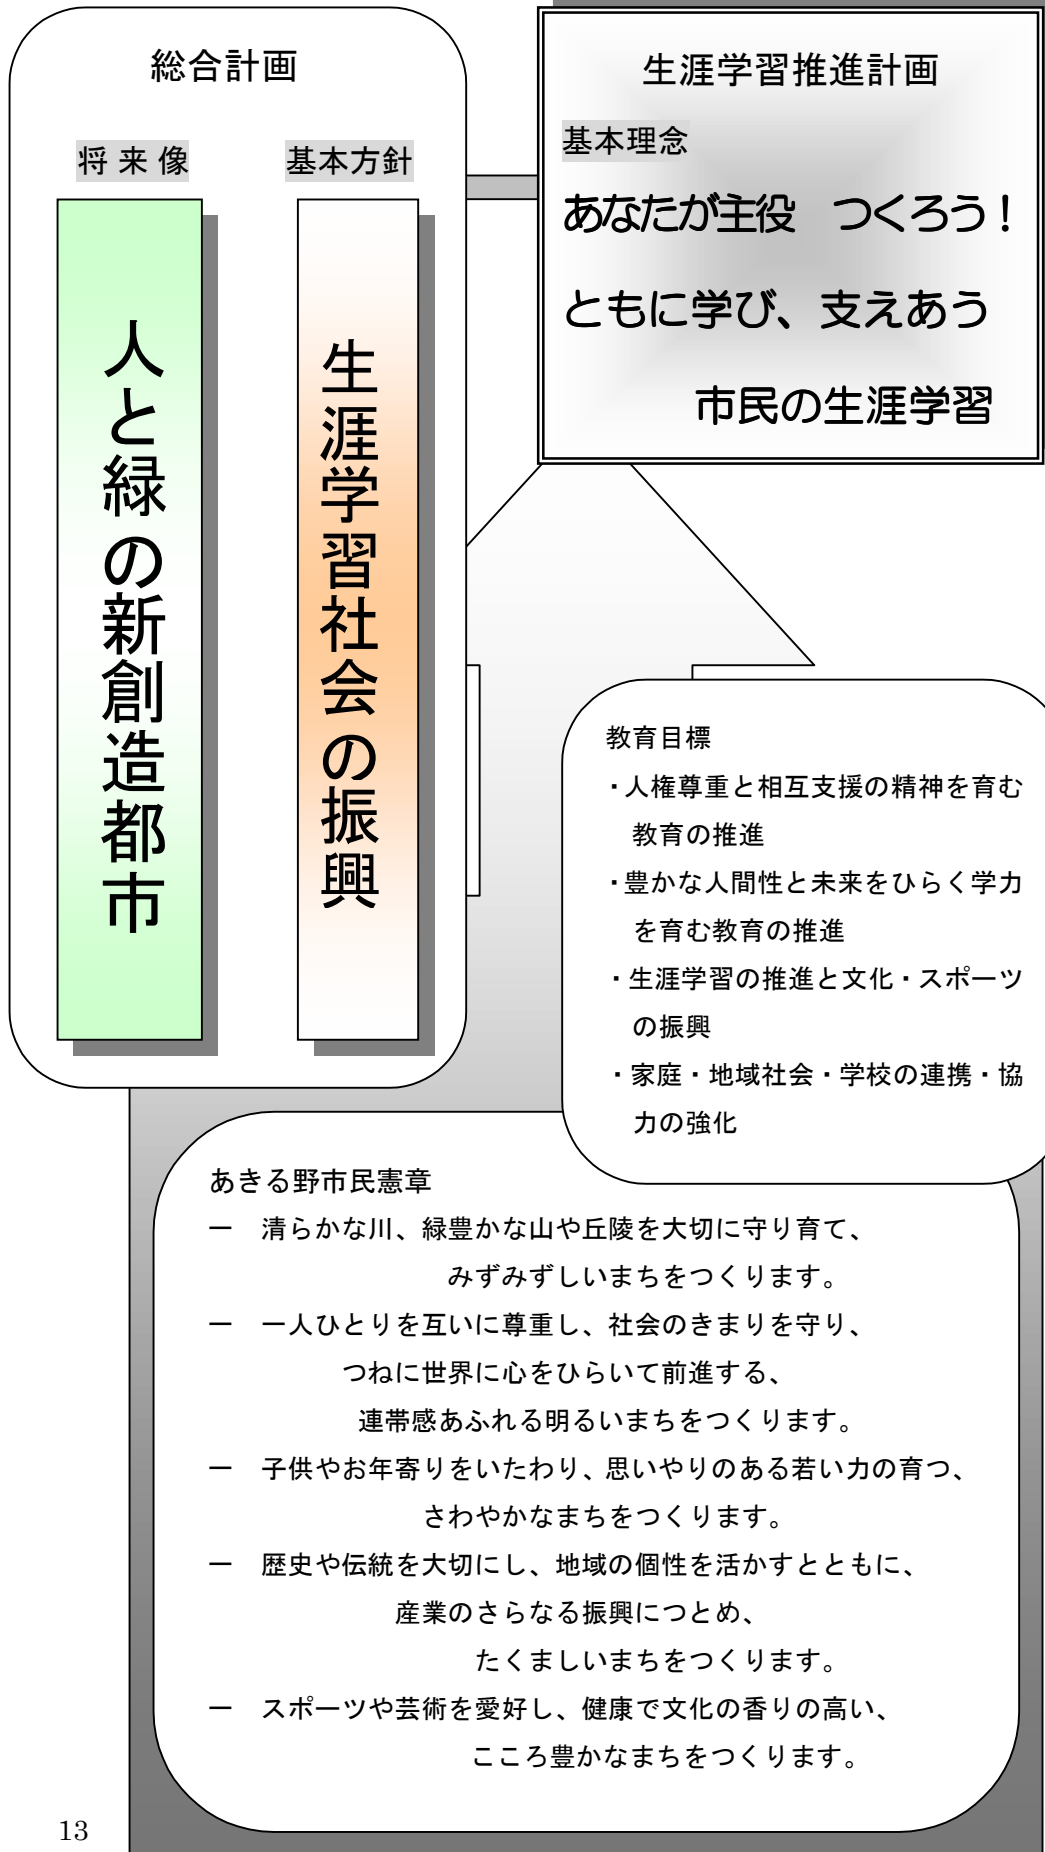 総合計画
将来像
基本方針
人と緑の新創造都市
生涯学習社会の振興
生涯学習推進計画
基本理念
あなたが主役　つくろう！
ともに学び、支えあう
市民の生涯学習
教育目標
・人権尊重と相互支援の精神を育む
教育の推進
・豊かな人間性と未来をひらく学力
を育む教育の推進
・生涯学習の推進と文化・スポーツ
の振興
・家庭・地域社会・学校の連携・協
力の強化
あきる野市民憲章
一　清らかな川、緑豊かな山や丘陵を大切に守り育て、
みずみずしいまちをつくります。
一　一人ひとりを互いに尊重し、社会のきまりを守り、
つねに世界に心をひらいて前進する、
連帯感あふれる明るいまちをつくります。
一　子供やお年寄りをいたわり、思いやりのある若い力の育つ、
さわやかなまちをつくります。
一　歴史や伝統を大切にし、地域の個性を活かすとともに、
産業のさらなる振興につとめ、
たくましいまちをつくります。
一　スポーツや芸術を愛好し、健康で文化の香りの高い、
こころ豊かなまちをつくります。
13